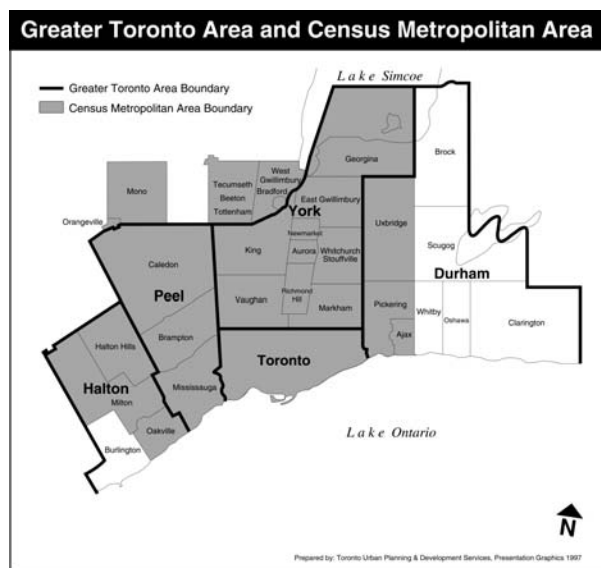 Greater Toronto Area and Census Metropolitan Area
Lake Simcoe
Greater Toronto Area Boundary
Census Metropolitan Area Boundary
Brock
Georgina
West
Gwillimbury
Bradford
Tecumseth
Beeton
Tottenham
Mono
East Gwillimbury
York
Orangeville
Uxbridge
Newmarket
Scugog
King
Aurora
Whitchurch
Stouffville
Caledon
Durham
Peel
Richmond
Hill
Vaughan
Markham
Pickering
Whitby
Oshawa
Clarington
Ajax
Brampton
Halton Hills
Toronto
Halton
Mississuga
Milton
Oakville
Lake Ontario
Burlington
N
Prepared by: Toronto Urban Planning & Development Services, Presentation Graphics 1997